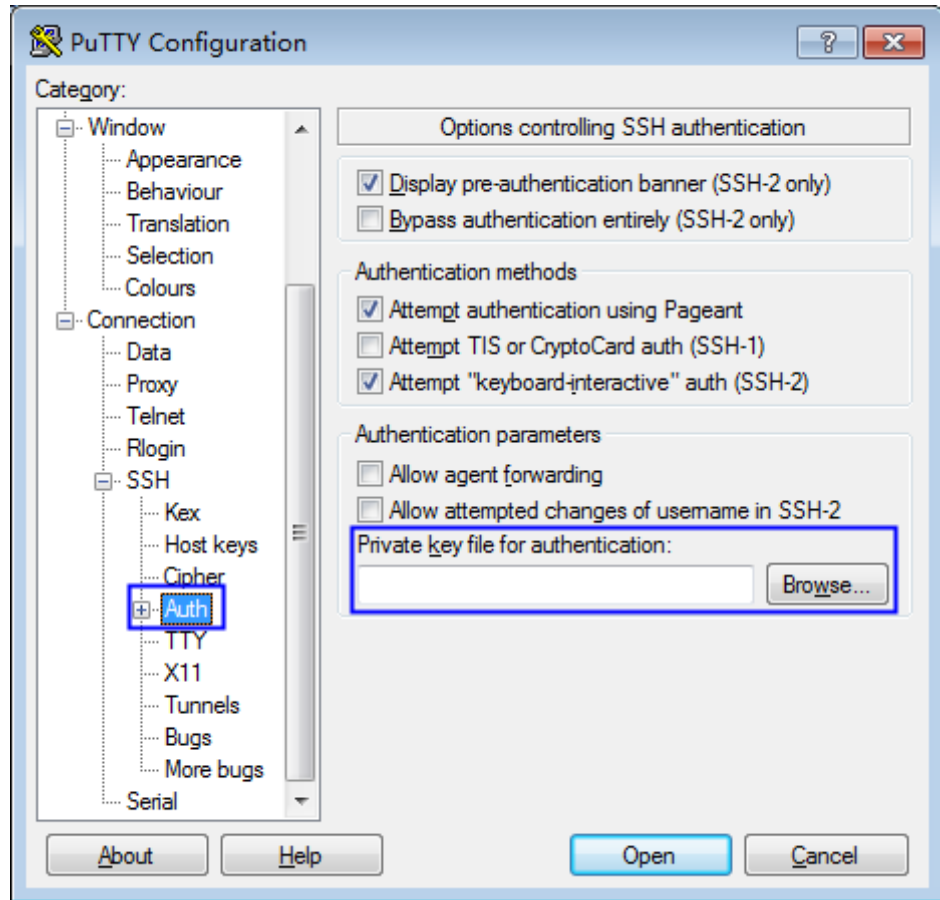 PuTTY Configuration
Category:
Window
Appearance
Behaviour
Translation
Selection
Colours
Connection
Data
Proxy
Telnet
Rlogin
SSH
Kex
Host keys
Cipher
Auth
TTY
X11
Tunnels
Bugs
More bugs
Serial
Options controlling SSH authentication
Display pre-authentication banner (SSH-2 only)
Bypass authentication entirely (SSH-2 only)
Authentication methods
Attempt authentication using Pageant
Attempt TIS or CryptoCard auth (SSH-1)
Attempt "keyboard-interactive" auth (SSH-2)
Authentication parameters
Allow agent forwarding
Allow attempted changes of username in SSH-2
Private key file for authentication:
Browse...
About
Help
Open
Cancel